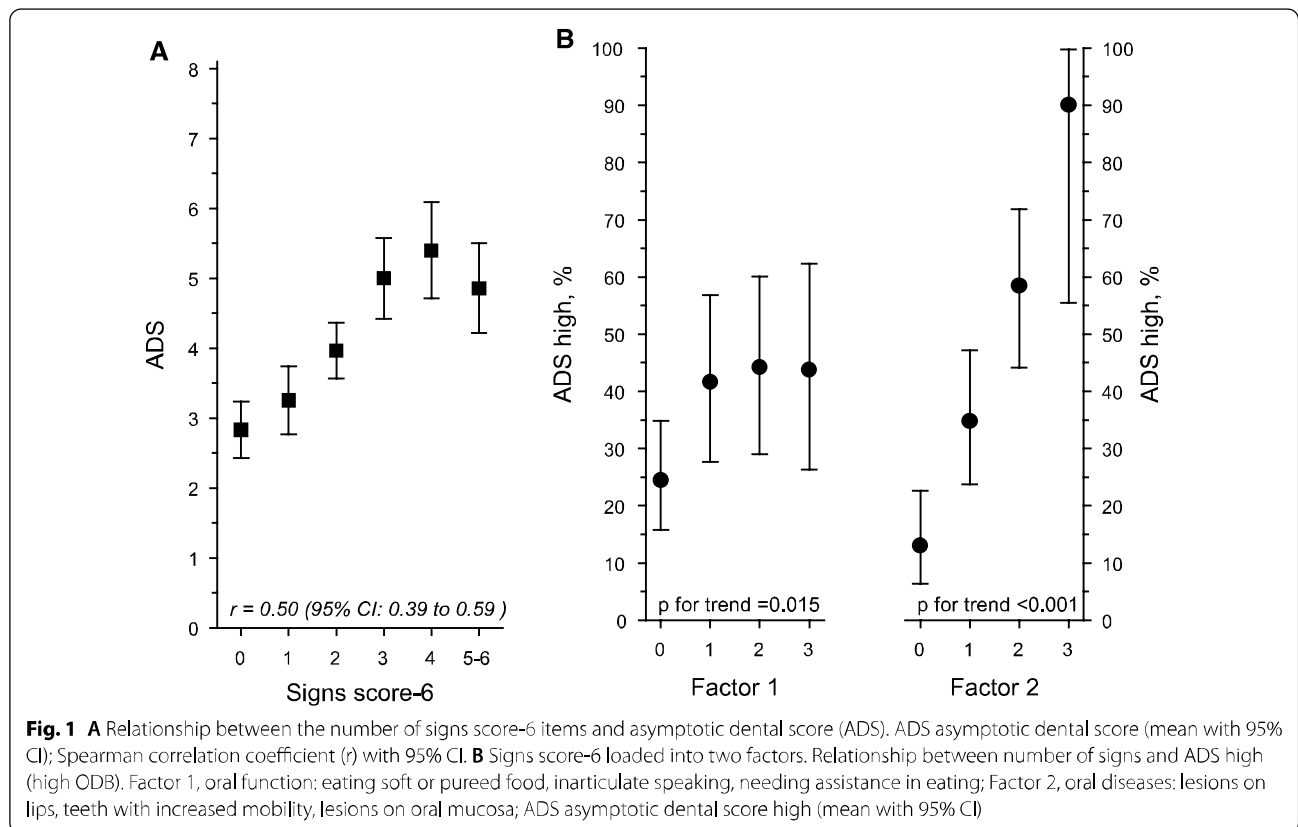 A
8
7
6
5
4
3
2
1
0
ADS
r = 0.50 (95% CI: 0.39 to 0.59 )
0 1 2 3 4 5-6
Signs score-6
B
100
90
80
70
60
50
40
30
20
10
0
ADS high, %
p for trend =0.015
0 1 2 3
Factor 1
p for trend <0.001
0 1 2 3
Factor 2
100
90
80
70
60
50
40
30
20
10
0
ADS high, %
Fig. 1 A Relationship between the number of signs score-6 items and asymptotic dental score (ADS). ADS asymptotic dental score (mean with 95%
CI); Spearman correlation coefficient (r) with 95% CI. B Signs score-6 loaded into two factors. Relationship between number of signs and ADS high
(high ODB). Factor 1, oral function: eating soft or pureed food, inarticulate speaking, needing assistance in eating; Factor 2, oral diseases: lesions on
lips, teeth with increased mobility, lesions on oral mucosa; ADS asymptotic dental score high (mean with 95% CI)